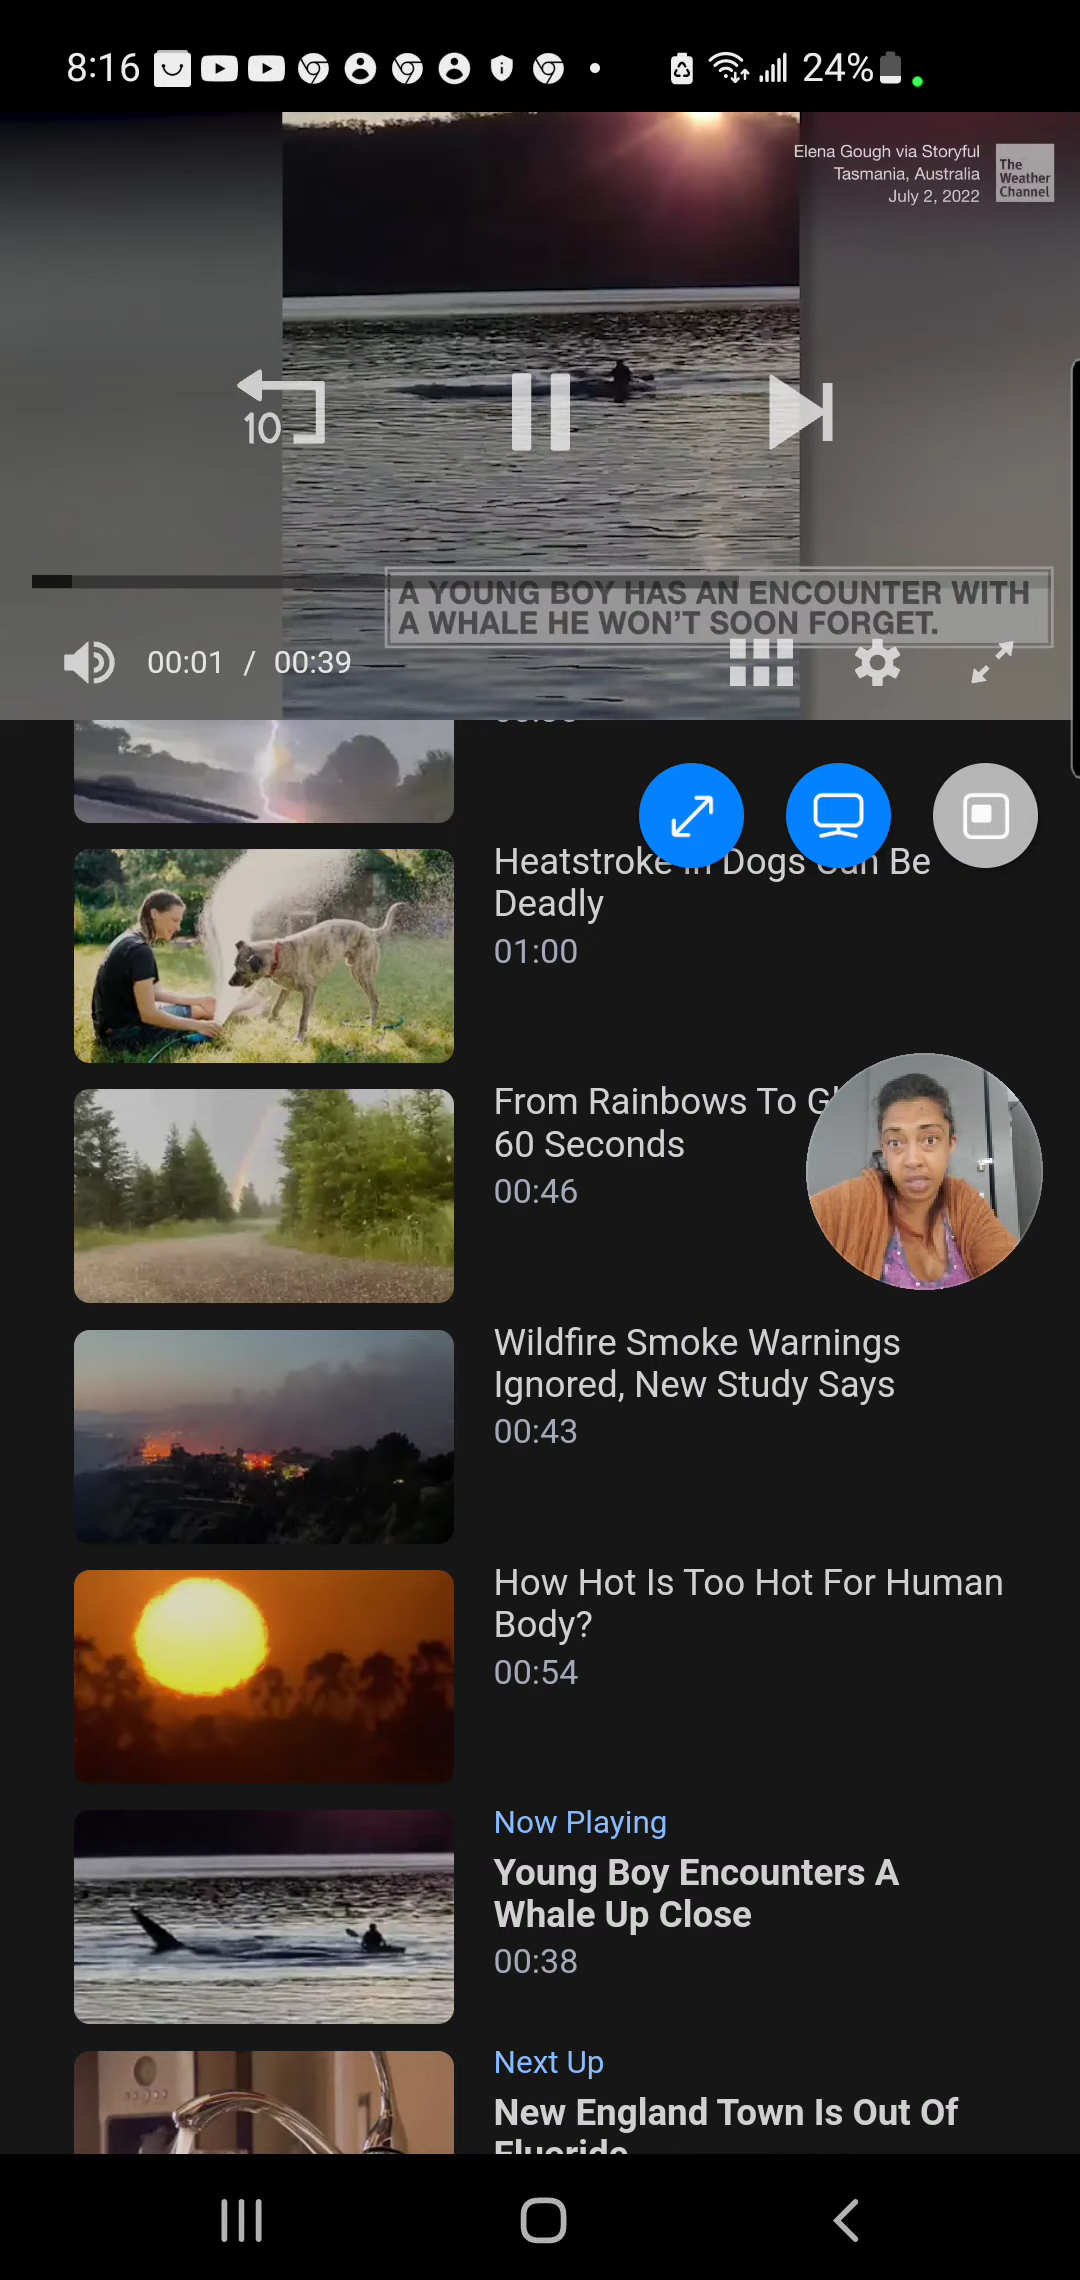 8:16
24%
Elena Gough via Storyful
Tasmania, Australia
July 2, 2022
The
Weather
Channel
10
A YOUNG BOY HAS AN ENCOUNTER WITH
A WHALE HE WON'T SOON FORGET.
00:01 / 00:39
Heatstroke In Dogs Can Be
Deadly
01:00
From Rainbows To
60 Seconds
00:46
Wildfire Smoke Warnings
Ignored, New Study Says
00:43
How Hot Is Too Hot For Human
Body?
00:54
Now Playing
Young Boy Encounters A
Whale Up Close
00:38
Next Up
New England Town Is Out Of
Fluoride